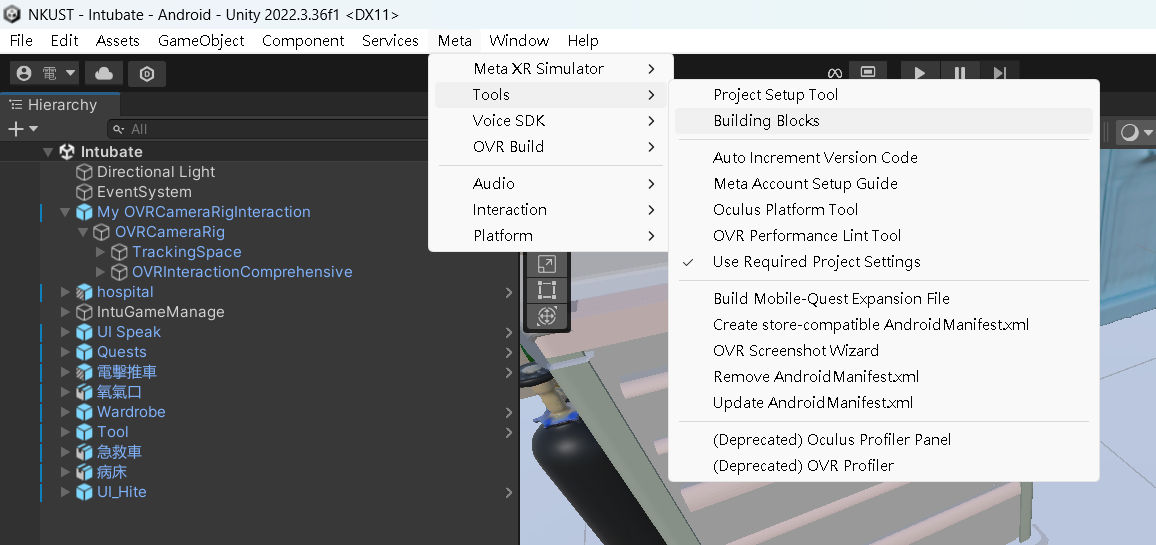 NKUST - Intubate - Android - Unity 2022.3.36f1 <DX11>
File Edit Assets GameObject Component Services Meta Window Help
電
Hierarchy
All
Intubate
Directional Light
EventSystem
My OVRCameraRigInteraction
OVRCameraRig
TrackingSpace
OVRInteractionComprehensive
hospital
IntuGameManage
UI Speak
Quests
電擊推車
氧氣口
Wardrobe
Tool
急救車
病床
UI_Hite
Meta XR Simulator
Tools
Voice SDK
OVR Build
Audio
Interaction
Platform
Project Setup Tool
Building Blocks
Auto Increment Version Code
Meta Account Setup Guide
Oculus Platform Tool
OVR Performance Lint Tool
Use Required Project Settings
Build Mobile-Quest Expansion File
Create store-compatible AndroidManifest.xml
OVR Screenshot Wizard
Remove AndroidManifest.xml
Update AndroidManifest.xml
(Deprecated) Oculus Profiler Panel
(Deprecated) OVR Profiler